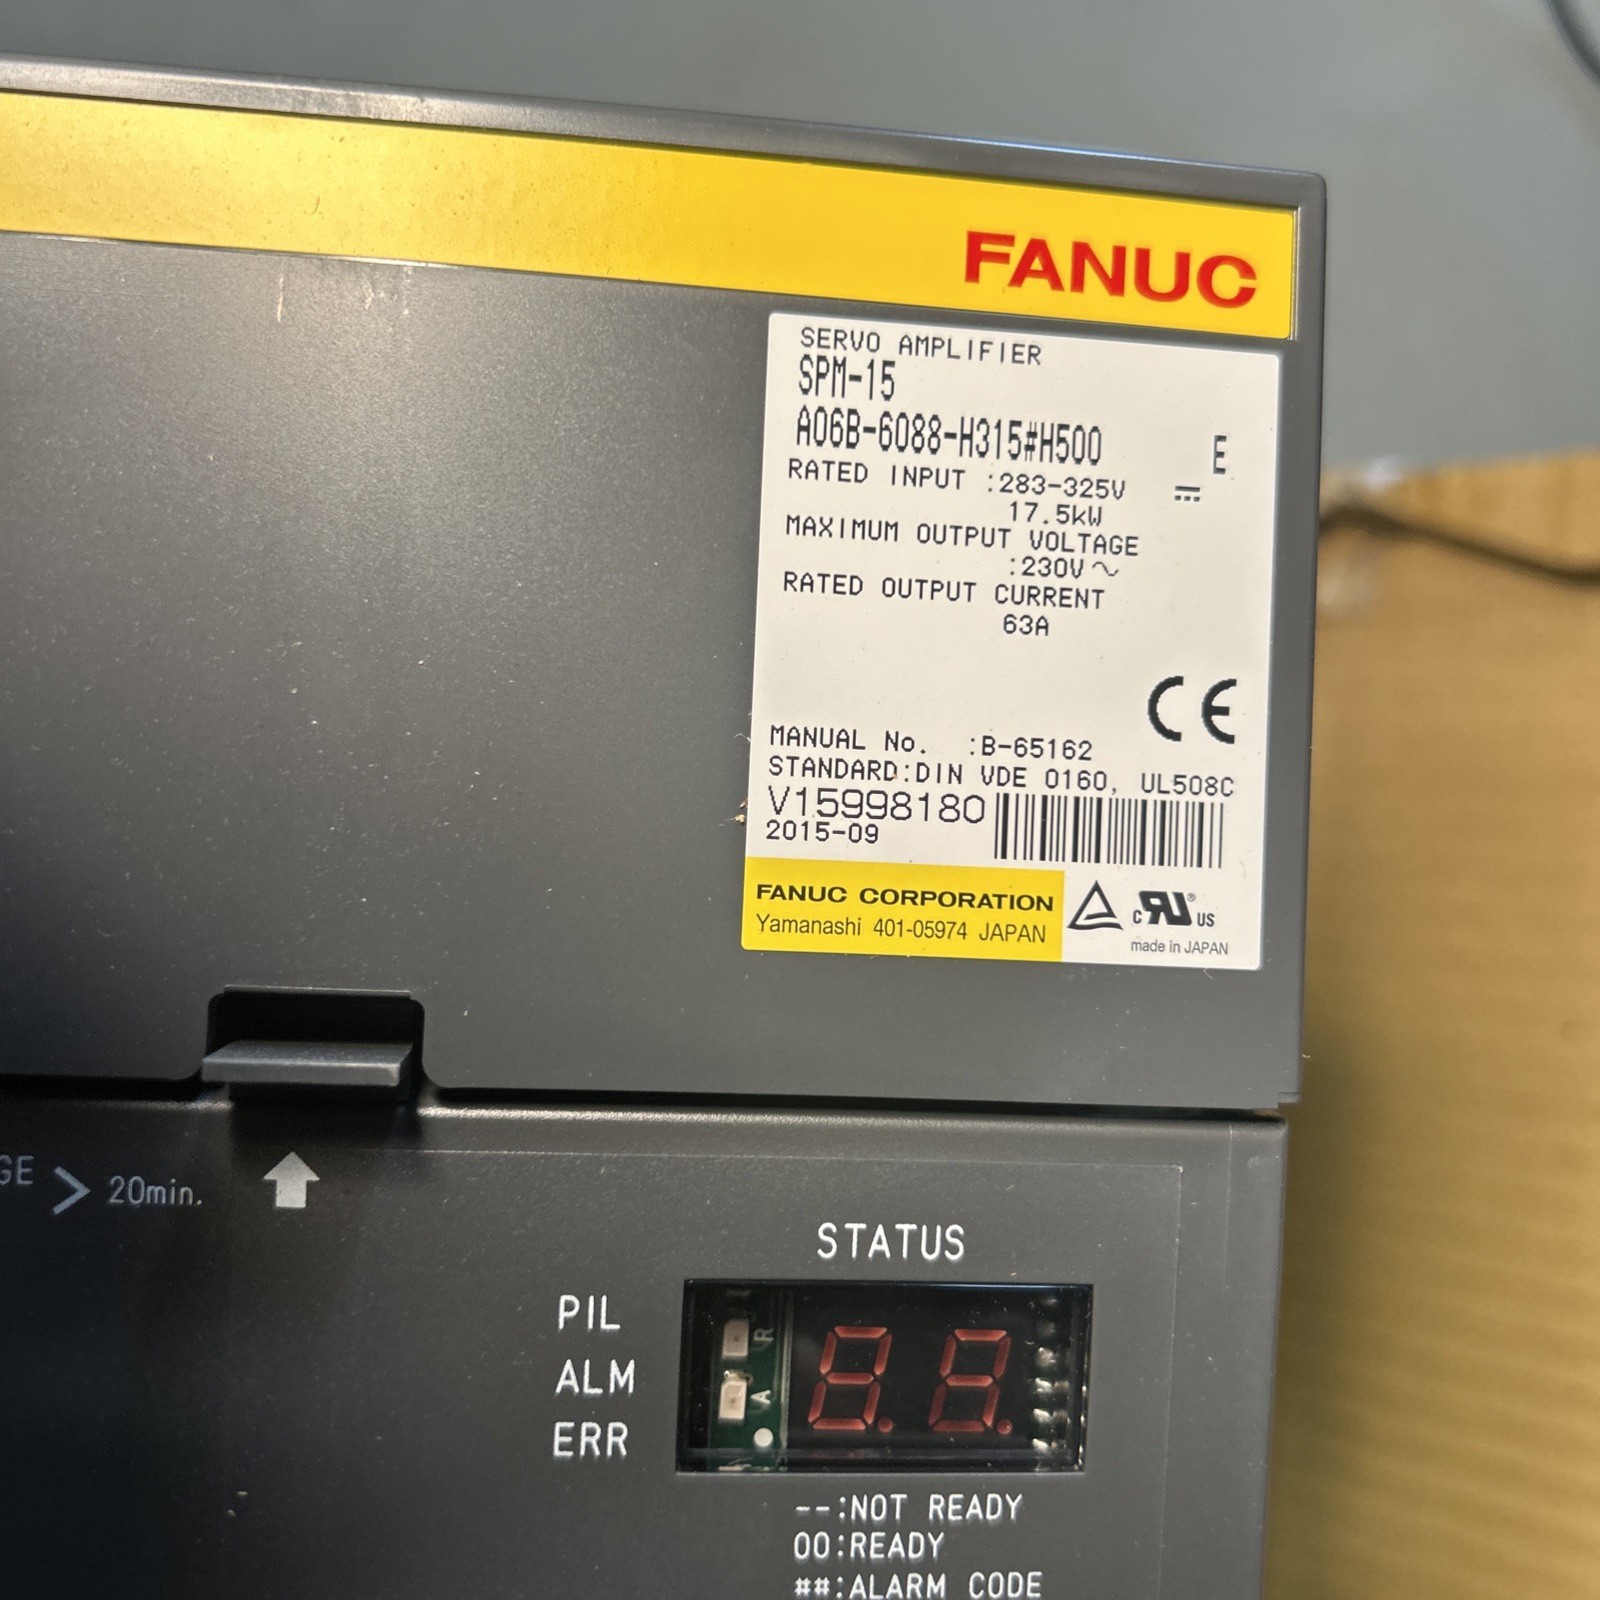 FANUC
SERVO AMPLIFIER
SPM-15
A06B-6088-H315#H500 E
RATED INPUT :283-325V ⎓
17.5kW
MAXIMUM OUTPUT VOLTAGE
:230V ∿
RATED OUTPUT CURRENT
63A
CE
MANUAL No. :B-65162
STANDARD:DIN VDE 0160, UL508C
V15998180
2015-09
FANUC CORPORATION
Yamanashi 401-05974 JAPAN
c RU ® US
made in JAPAN
GE > 20min.
STATUS
PIL
ALM
ERR
R
A
8.8.
--:NOT READY
00:READY
##:ALARM CODE